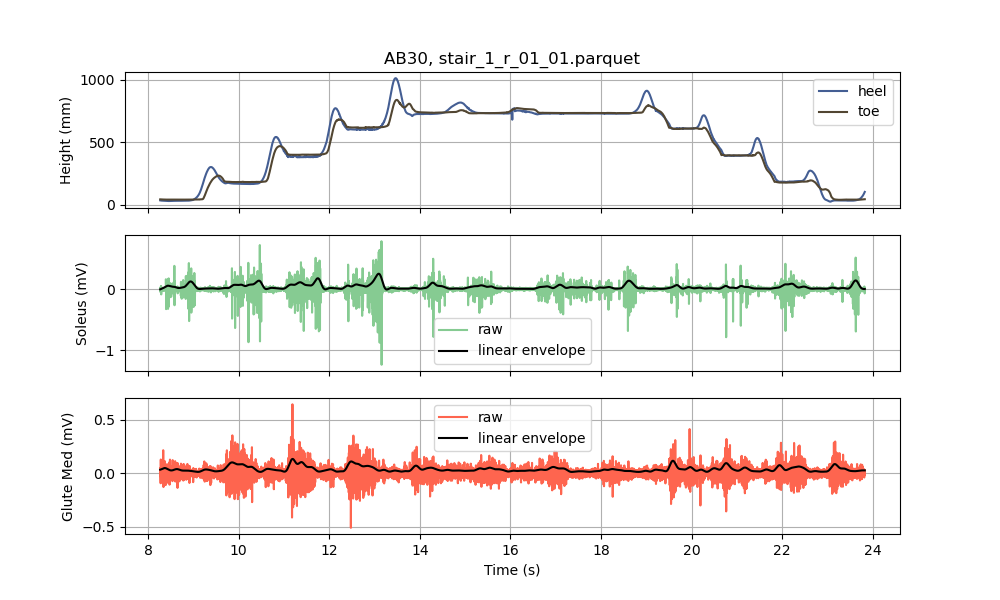 AB30, stair_1_r_01_01.parquet
Height (mm)
1000
500
0
heel
toe
Soleus (mV)
0
−1
raw
linear envelope
Glute Med (mV)
0.5
0.0
−0.5
raw
linear envelope
8 10 12 14 16 18 20 22 24
Time (s)